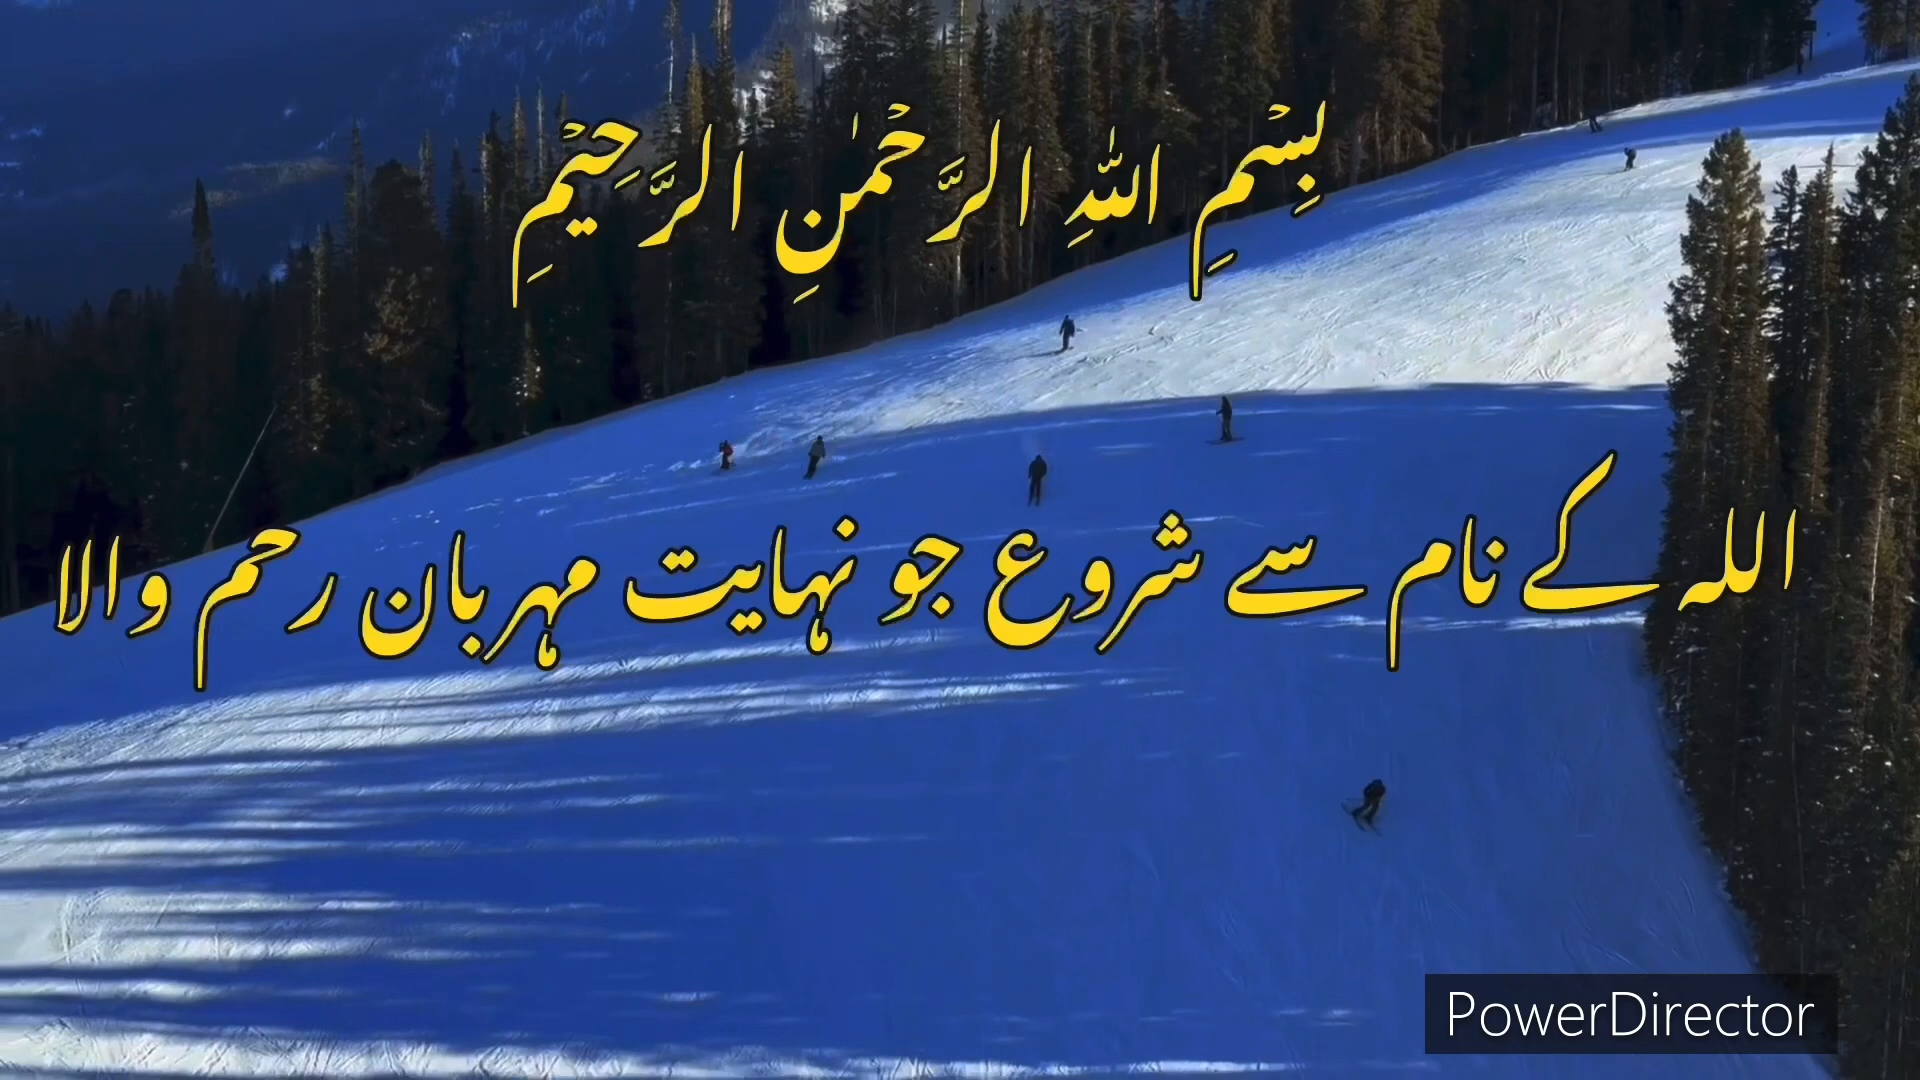 بِسْمِ اللّٰهِ الرَّحْمٰنِ الرَّحِیْمِ
اللہ کے نام سے شروع جو نہایت مہربان رحم والا
PowerDirector